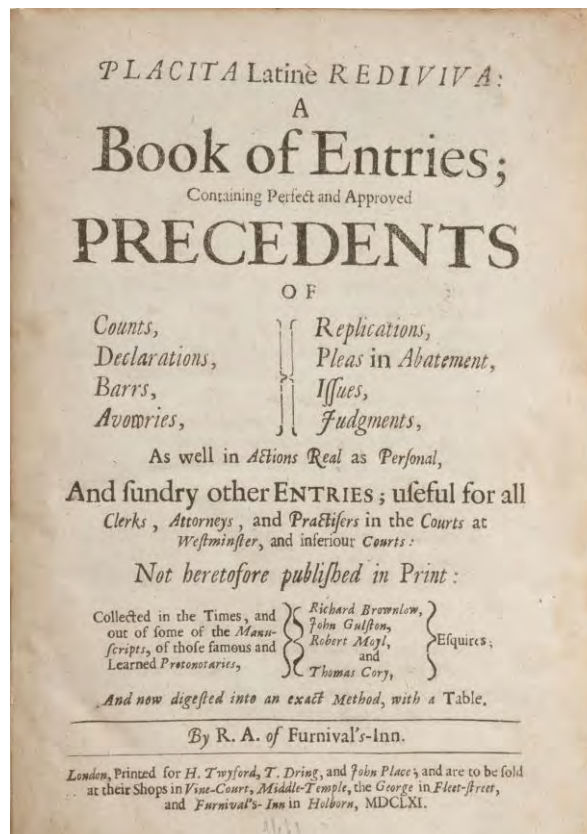 PLACITA Latinè REDIVIVA:
A
Book of Entries;
Containing Perfect and Approved
PRECEDENTS
OF
Counts,
Declarations,
Barrs,
Avowries,
Replications,
Pleas in Abatement,
Iſſues,
Judgments,
As well in Actions Real as Perſonal,
And ſundry other ENTRIES; uſeful for all
Clerks, Attorneys, and Practiſers in the Courts at
Weſtminſter, and inferiour Courts:
Not heretofore publiſhed in Print:
Collected in the Times, and
out of ſome of the Manu-
ſcripts, of thoſe famous and
Learned Protonotaries,
Richard Brownlow,
John Gulſton,
Robert Moyl,
and
Thomas Cory,
Eſquires;
And now digeſted into an exact Method, with a Table.
By R. A. of Furnival's-Inn.
London, Printed for H. Twyford, T. Dring, and John Place; and are to be ſold
at their Shops in Vine-Court, Middle-Temple, the George in Fleet-ſtreet,
and Furnival's-Inn in Holborn, MDCLXI.